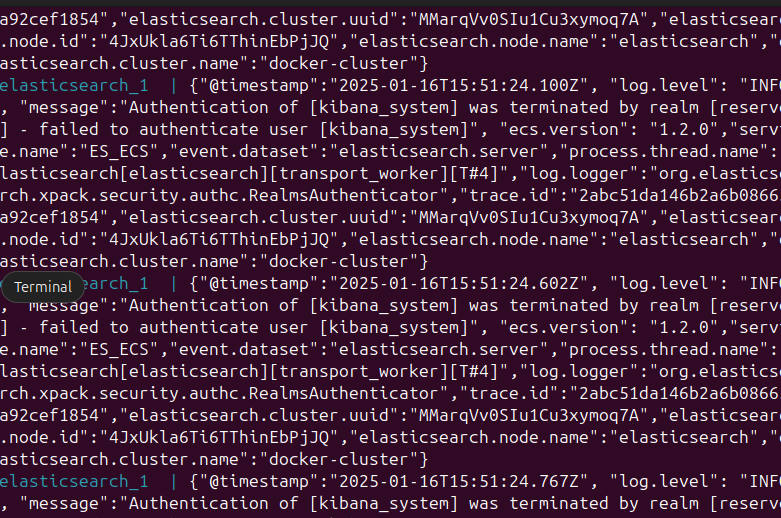 a92cef1854","elasticsearch.cluster.uuid":"MMarqVv0SIu1Cu3xymoq7A","elasticsear
.node.id":"4JxUkla6Ti6TThinEbPjJQ","elasticsearch.node.name":"elasticsearch","e
asticsearch.cluster.name":"docker-cluster"}
elasticsearch_1 | {"@timestamp":"2025-01-16T15:51:24.100Z", "log.level": "INFO
, "message":"Authentication of [kibana_system] was terminated by realm [reserve
] - failed to authenticate user [kibana_system]", "ecs.version": "1.2.0","serv
e.name":"ES_ECS","event.dataset":"elasticsearch.server","process.thread.name":
lasticsearch[elasticsearch][transport_worker][T#4]","log.logger":"org.elastics
rch.xpack.security.authc.RealmsAuthenticator","trace.id":"2abc51da146b2a6b0866
a92cef1854","elasticsearch.cluster.uuid":"MMarqVv0SIu1Cu3xymoq7A","elasticsear
.node.id":"4JxUkla6Ti6TThinEbPjJQ","elasticsearch.node.name":"elasticsearch","
asticsearch.cluster.name":"docker-cluster"}
Terminal
search_1 | {"@timestamp":"2025-01-16T15:51:24.602Z", "log.level": "INFO
, "message":"Authentication of [kibana_system] was terminated by realm [reserve
] - failed to authenticate user [kibana_system]", "ecs.version": "1.2.0","serv
e.name":"ES_ECS","event.dataset":"elasticsearch.server","process.thread.name":
lasticsearch[elasticsearch][transport_worker][T#4]","log.logger":"org.elastics
rch.xpack.security.authc.RealmsAuthenticator","trace.id":"2abc51da146b2a6b0866
a92cef1854","elasticsearch.cluster.uuid":"MMarqVv0SIu1Cu3xymoq7A","elasticsear
.node.id":"4JxUkla6Ti6TThinEbPjJQ","elasticsearch.node.name":"elasticsearch","
asticsearch.cluster.name":"docker-cluster"}
elasticsearch_1 | {"@timestamp":"2025-01-16T15:51:24.767Z", "log.level": "INFO
, "message":"Authentication of [kibana_system] was terminated by realm [reserve